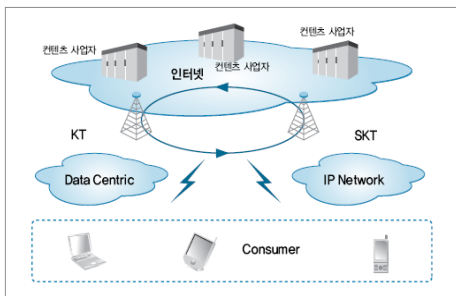 컨텐츠 사업자
컨텐츠 사업자
컨텐츠 사업자
인터넷
KT
SKT
Data Centric
IP Network
Consumer